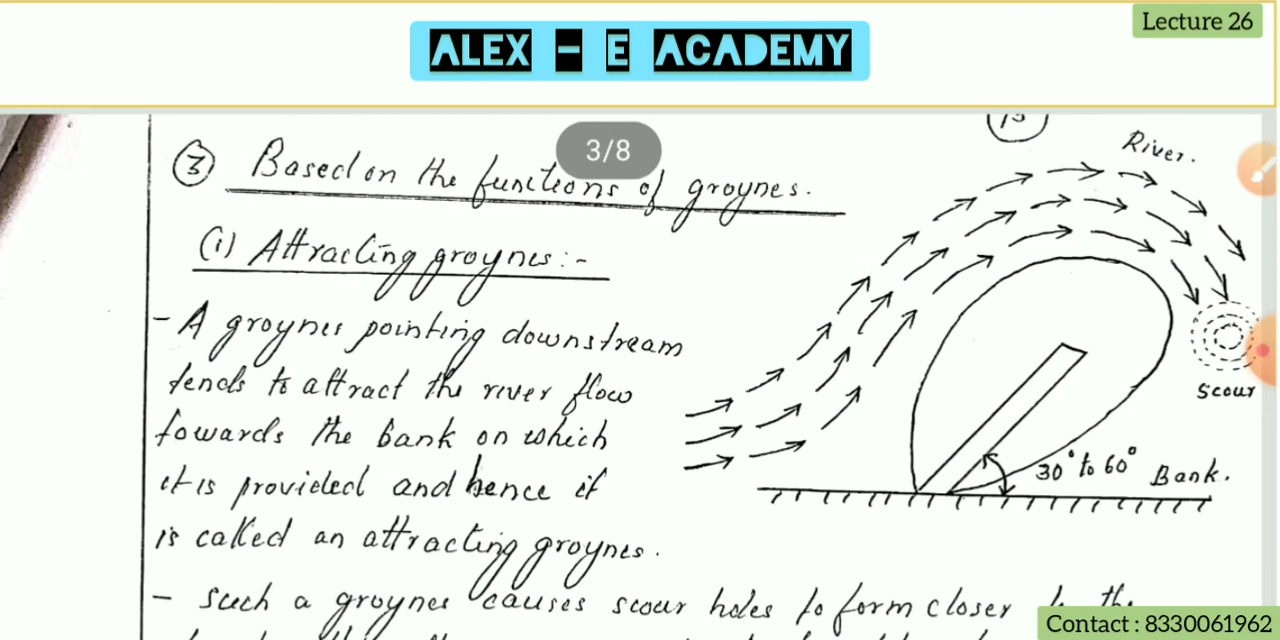 Lecture 26
ALEX - E ACADEMY
3/8
River.
③ Based on the functions of groynes.
(i) Attracting groynes:-
- A groynes pointing downstream
tends to attract the river flow
towards the bank on which
it is provided and hence it
is called an attracting groynes.
- Such a groynes causes scour holes to form closer to the
Scour
30° to 60° Bank.
Contact : 8330061962